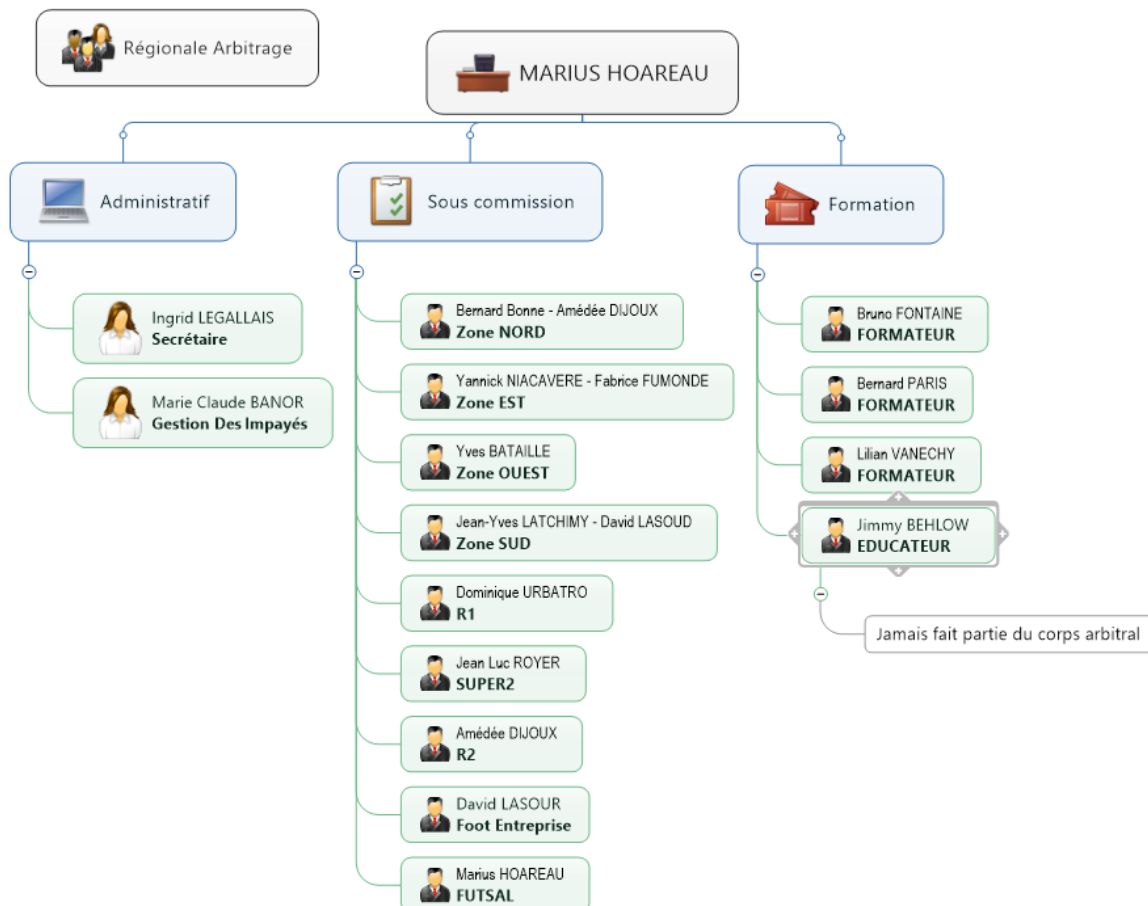 Régionale Arbitrage
MARIUS HOAREAU
Administratif
Ingrid LEGALLAIS
Secrétaire
Marie Claude BANOR
Gestion Des Impayés
Sous commission
Bernard Bonne - Amédée DIJOUX
Zone NORD
Yannick NIACAVERE - Fabrice FUMONDE
Zone EST
Yves BATAILLE
Zone OUEST
Jean-Yves LATCHIMY - David LASOUD
Zone SUD
Dominique URBATRO
R1
Jean Luc ROYER
SUPER2
Amédée DIJOUX
R2
David LASOUR
Foot Entreprise
Marius HOAREAU
FUTSAL
Formation
Bruno FONTAINE
FORMATEUR
Bernard PARIS
FORMATEUR
Lilian VANECHY
FORMATEUR
Jimmy BEHLOW
EDUCATEUR
Jamais fait partie du corps arbitral